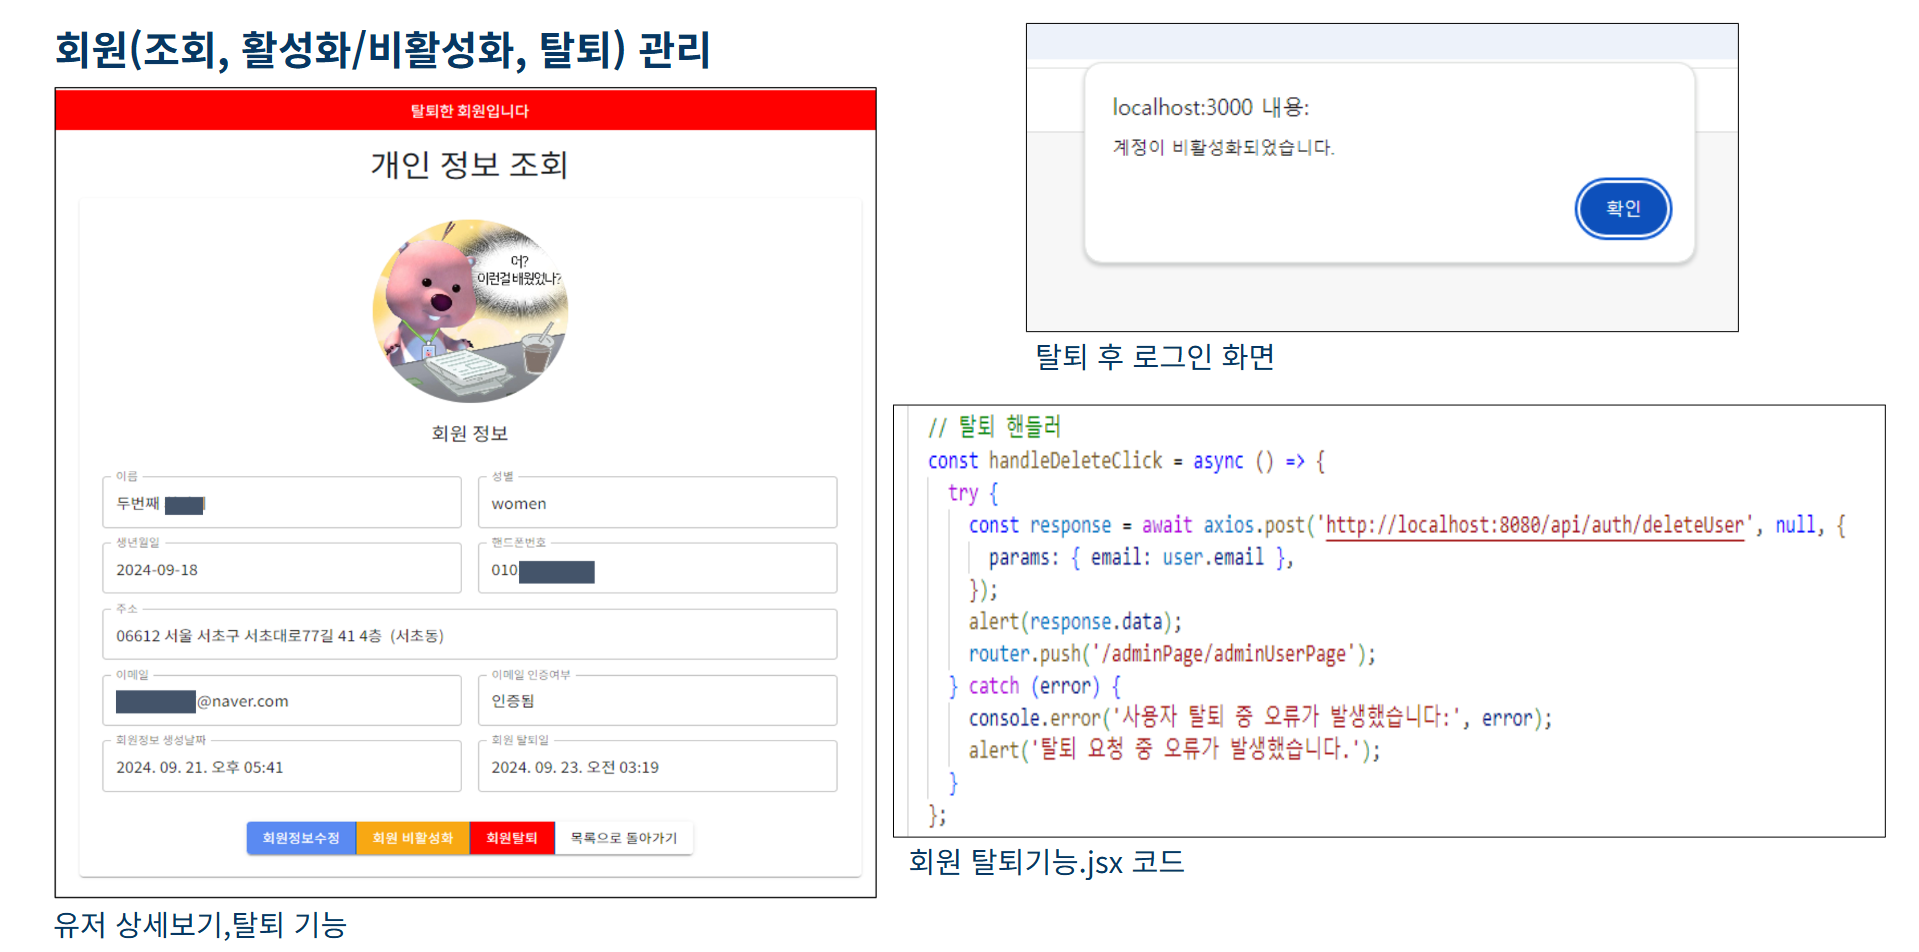 회원(조회, 활성화/비활성화, 탈퇴) 관리
탈퇴한 회원입니다
개인 정보 조회
어?
이런걸 배웠었나?
회원 정보
이름
두번째
성별
women
생년월일
2024-09-18
핸드폰번호
010
주소
06612 서울 서초구 서초대로77길 41 4층 (서초동)
이메일
@naver.com
이메일 인증여부
인증됨
회원정보 생성날짜
2024. 09. 21. 오후 05:41
회원 탈퇴일
2024. 09. 23. 오전 03:19
회원정보수정
회원 비활성화
회원탈퇴
목록으로 돌아가기
유저 상세보기,탈퇴 기능
localhost:3000 내용:
계정이 비활성화되었습니다.
확인
탈퇴 후 로그인 화면
// 탈퇴 핸들러
const handleDeleteClick = async () => {
try {
const response = await axios.post('http://localhost:8080/api/auth/deleteUser', null, {
params: { email: user.email },
});
alert(response.data);
router.push('/adminPage/adminUserPage');
} catch (error) {
console.error('사용자 탈퇴 중 오류가 발생했습니다:', error);
alert('탈퇴 요청 중 오류가 발생했습니다.');
}
};
회원 탈퇴기능.jsx 코드